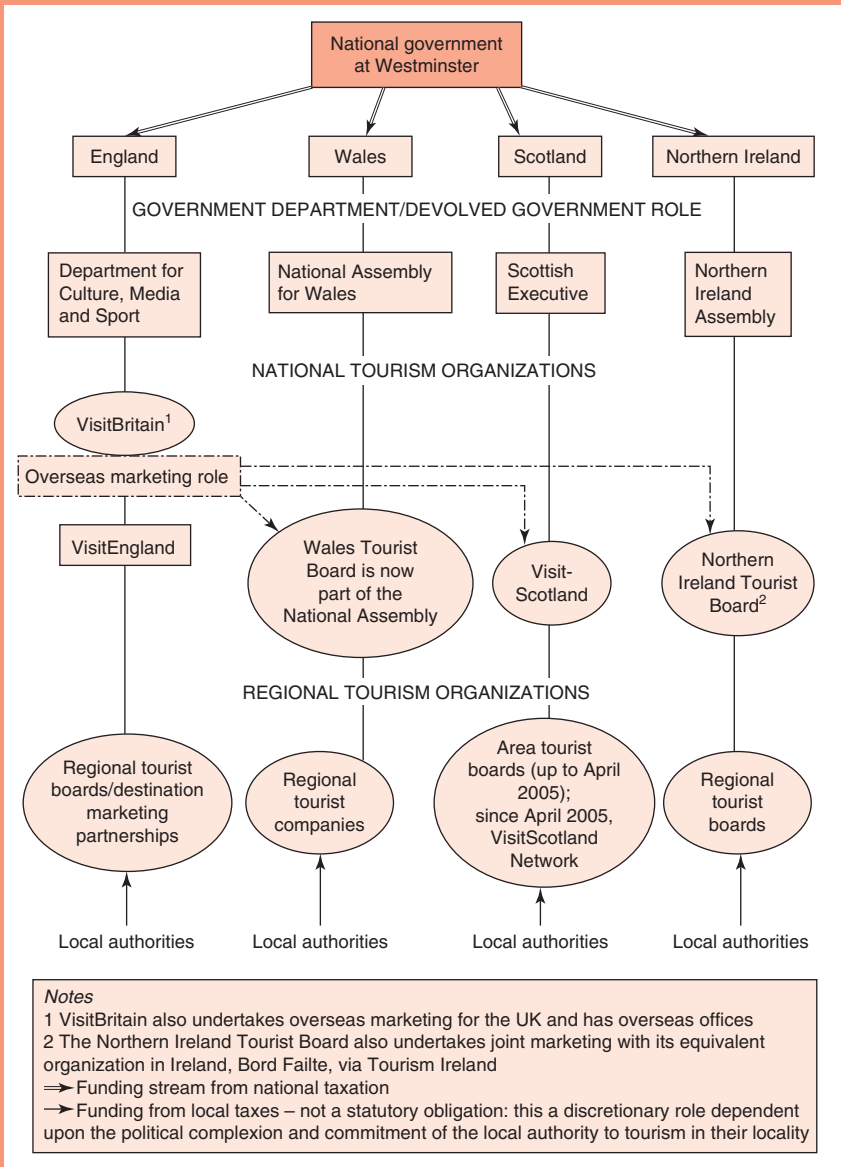 National government
at Westminster
England
Wales
Scotland
Northern Ireland
GOVERNMENT DEPARTMENT/DEVOLVED GOVERNMENT ROLE
Department for
Culture, Media
and Sport
National Assembly
for Wales
Scottish
Executive
Northern
Ireland
Assembly
NATIONAL TOURISM ORGANIZATIONS
VisitBritain1
Overseas marketing role
VisitEngland
Wales Tourist
Board is now
part of the
National Assembly
Visit-
Scotland
Northern
Ireland Tourist
Board2
REGIONAL TOURISM ORGANIZATIONS
Regional tourist
boards/destination
marketing
partnerships
Regional
tourist
companies
Area tourist
boards (up to April
2005);
since April 2005,
VisitScotland
Network
Regional
tourist
boards
Local authorities
Local authorities
Local authorities
Local authorities
Notes
1 VisitBritain also undertakes overseas marketing for the UK and has overseas offices
2 The Northern Ireland Tourist Board also undertakes joint marketing with its equivalent
organization in Ireland, Bord Failte, via Tourism Ireland
Funding stream from national taxation
Funding from local taxes – not a statutory obligation: this a discretionary role dependent
upon the political complexion and commitment of the local authority to tourism in their locality